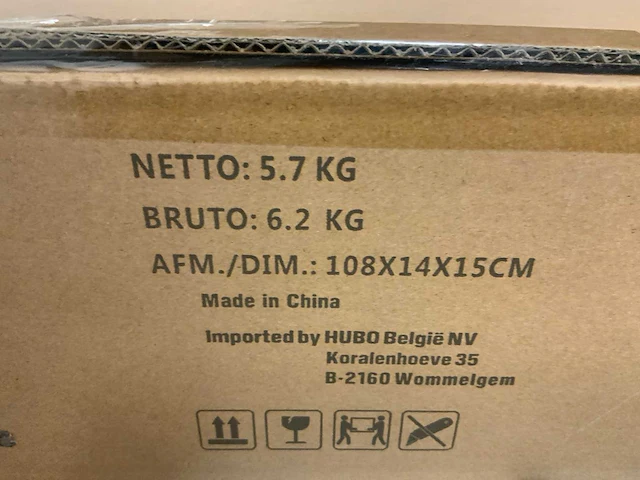 NETTO: 5.7 KG
BRUTO: 6.2 KG
AFM./DIM.: 108X14X15CM
Made in China
Imported by HUBO België NV
Koralenhoeve 35
B-2160 Wommelgem